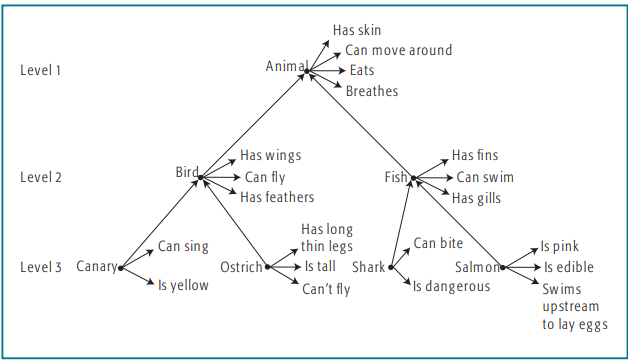 Has skin
Can move around
Level 1
Animal
Eats
Breathes
Has wings
Has fins
Level 2
Bird
Can fly
Fish
Can swim
Has feathers
Has gills
Has long
thin legs
Can sing
Can bite
Is pink
Level 3
Canary
Ostrich
Is tall
Shark
Salmon
Is edible
Is yellow
Can't fly
Is dangerous
Swims
upstream
to lay eggs